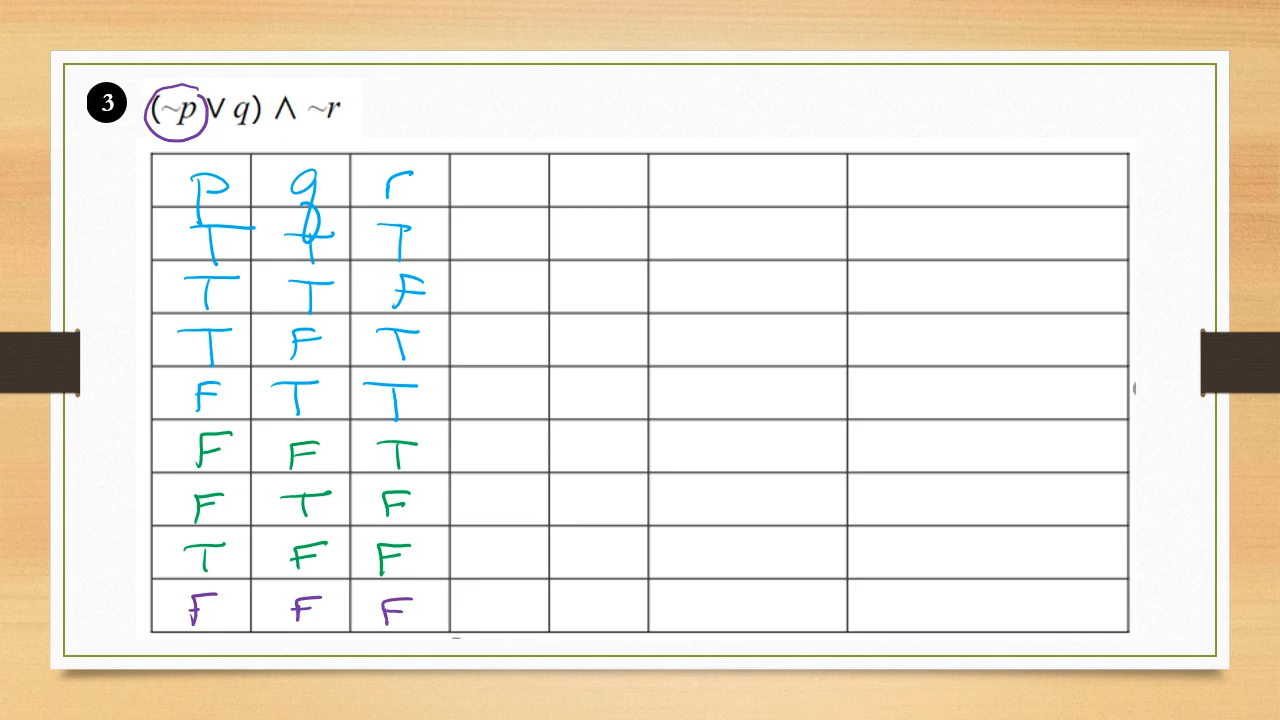 3 (~p ∨ q) ∧ ~r
p q r
T T T
T T F
T F T
F T T
F F T
F T F
T F F
F F F